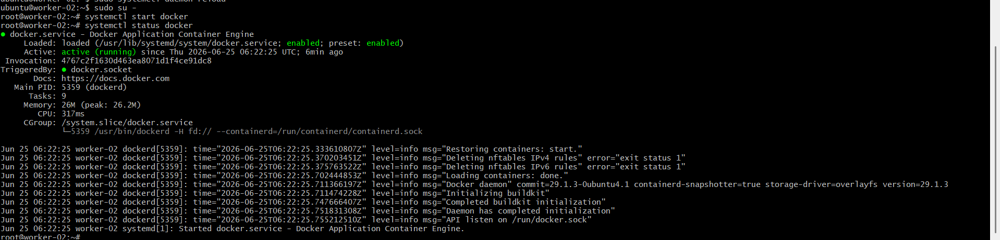 ubuntu@worker-02:~$ sudo systemctl daemon-reload
ubuntu@worker-02:~$ sudo su -
root@worker-02:~# systemctl start docker
root@worker-02:~# systemctl status docker
● docker.service - Docker Application Container Engine
     Loaded: loaded (/usr/lib/systemd/system/docker.service; enabled; preset: enabled)
     Active: active (running) since Thu 2026-06-25 06:22:25 UTC; 6min ago
 Invocation: 4767c2f1630d463ea8071d1f4ce91dc8
TriggeredBy: ● docker.socket
       Docs: https://docs.docker.com
   Main PID: 5359 (dockerd)
      Tasks: 9
     Memory: 26M (peak: 26.2M)
        CPU: 317ms
     CGroup: /system.slice/docker.service
             └─5359 /usr/bin/dockerd -H fd:// --containerd=/run/containerd/containerd.sock
Jun 25 06:22:25 worker-02 dockerd[5359]: time="2026-06-25T06:22:25.333610807Z" level=info msg="Restoring containers: start."
Jun 25 06:22:25 worker-02 dockerd[5359]: time="2026-06-25T06:22:25.370203451Z" level=info msg="Deleting nftables IPv4 rules" error="exit status 1"
Jun 25 06:22:25 worker-02 dockerd[5359]: time="2026-06-25T06:22:25.375763522Z" level=info msg="Deleting nftables IPv6 rules" error="exit status 1"
Jun 25 06:22:25 worker-02 dockerd[5359]: time="2026-06-25T06:22:25.702444853Z" level=info msg="Loading containers: done."
Jun 25 06:22:25 worker-02 dockerd[5359]: time="2026-06-25T06:22:25.711366197Z" level=info msg="Docker daemon" commit=29.1.3-0ubuntu4.1 containerd-snapshotter=true storage-driver=overlayfs version=29.1.3
Jun 25 06:22:25 worker-02 dockerd[5359]: time="2026-06-25T06:22:25.711474228Z" level=info msg="Initializing buildkit"
Jun 25 06:22:25 worker-02 dockerd[5359]: time="2026-06-25T06:22:25.747666407Z" level=info msg="Completed buildkit initialization"
Jun 25 06:22:25 worker-02 dockerd[5359]: time="2026-06-25T06:22:25.751831308Z" level=info msg="Daemon has completed initialization"
Jun 25 06:22:25 worker-02 dockerd[5359]: time="2026-06-25T06:22:25.755212510Z" level=info msg="API listen on /run/docker.sock"
Jun 25 06:22:25 worker-02 systemd[1]: Started docker.service - Docker Application Container Engine.
root@worker-02:~#